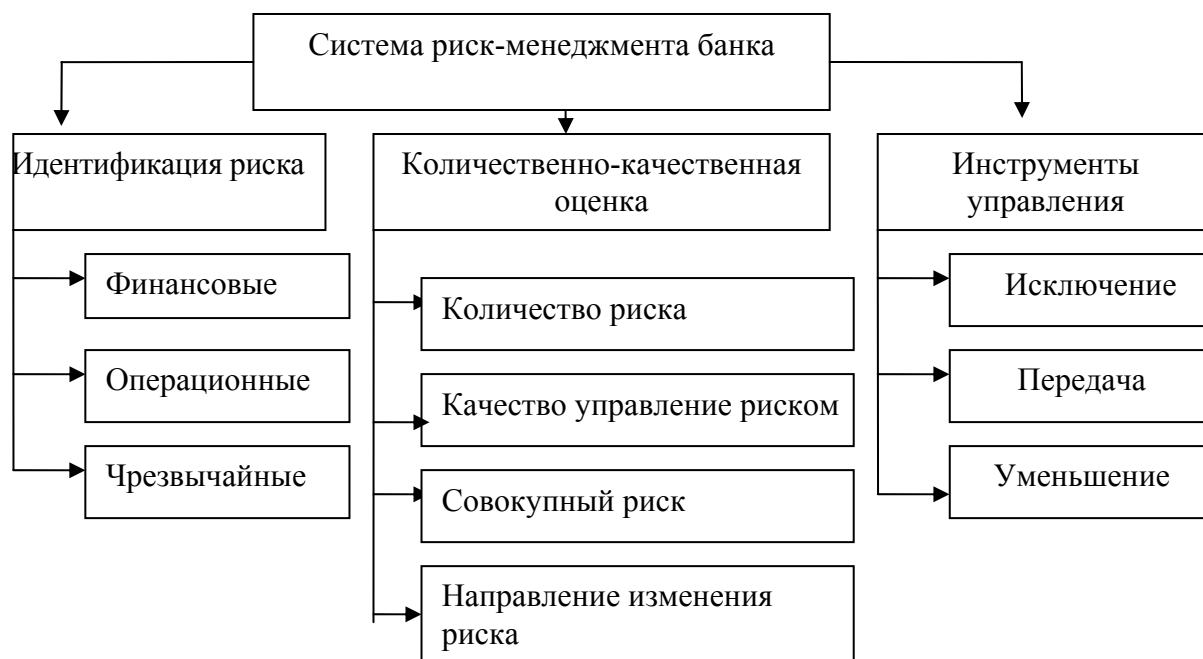 Система риск-менеджмента банка
Идентификация риска
Финансовые
Операционные
Чрезвычайные
Количественно-качественная
оценка
Количество риска
Качество управление риском
Совокупный риск
Направление изменения
риска
Инструменты
управления
Исключение
Передача
Уменьшение